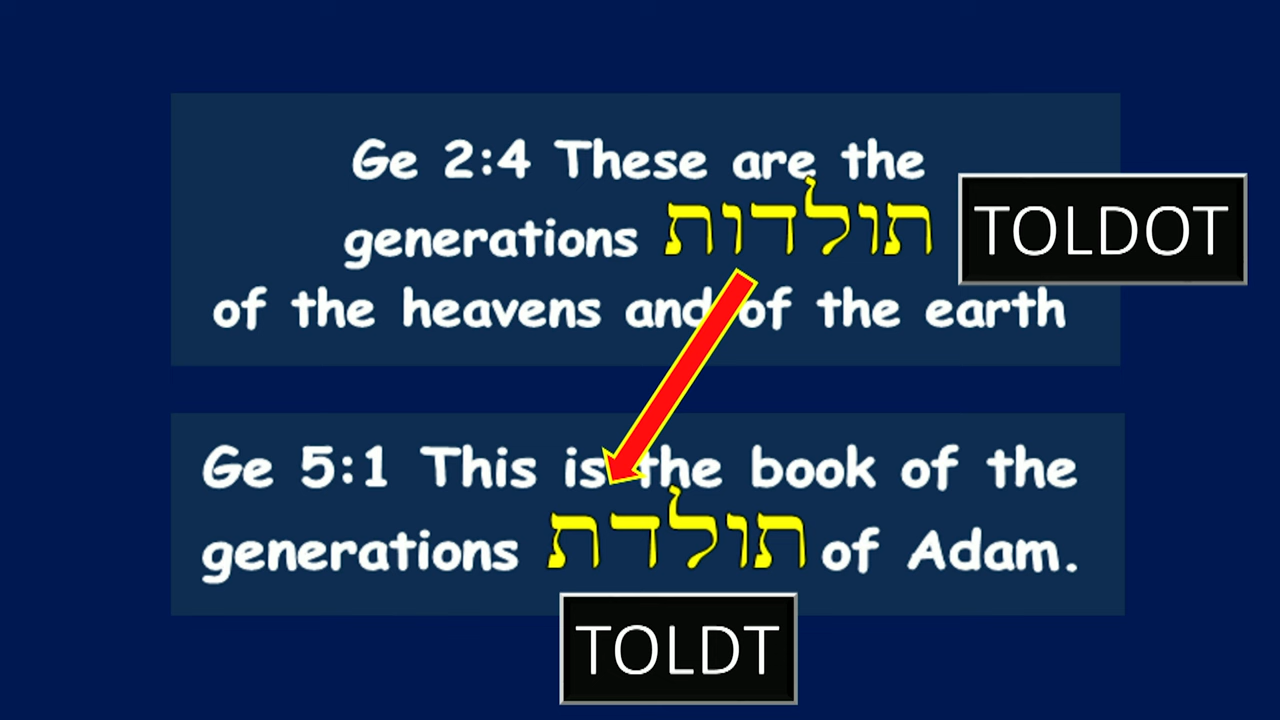 Ge 2:4 These are the
generations תולדות
TOLDOT
of the heavens and of the earth
Ge 5:1 This is the book of the
generations תולדת of Adam.
TOLDT